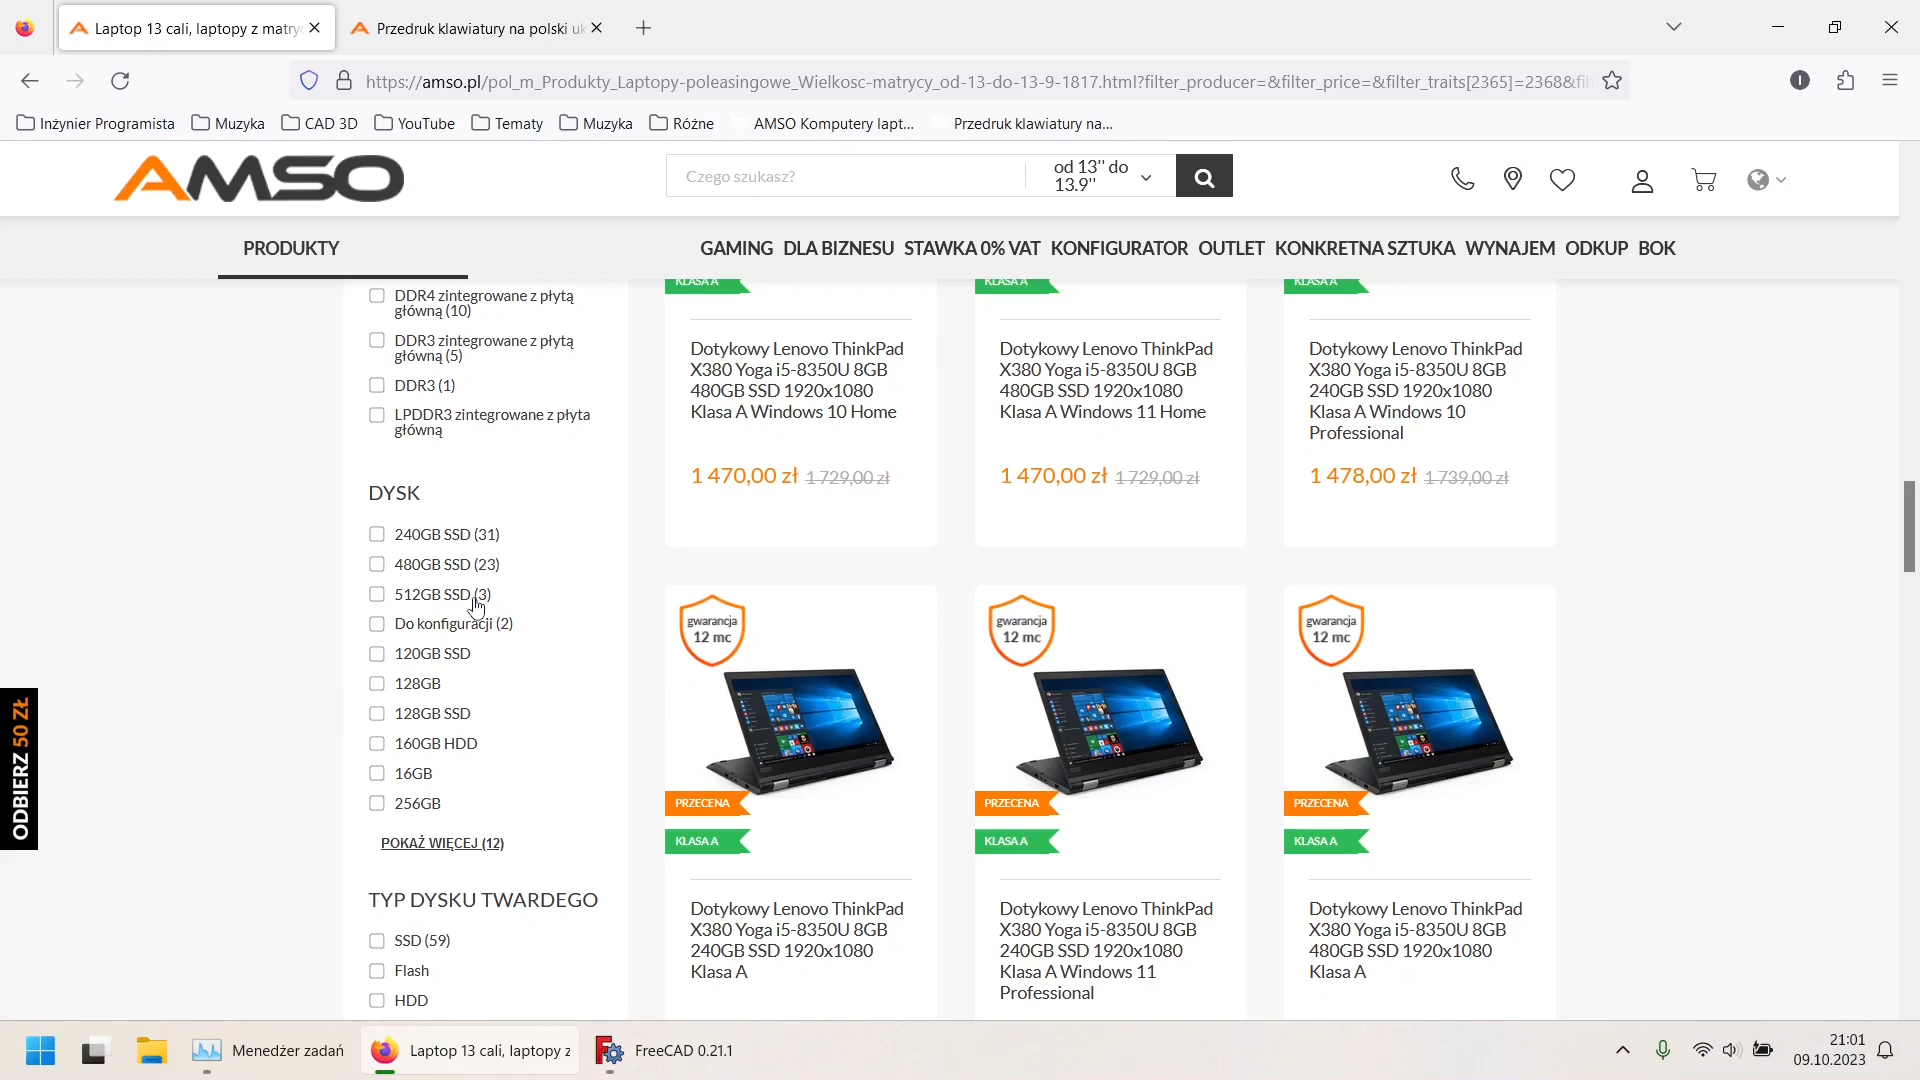 Laptop 13 cali, laptopy z matryc
Przedruk klawiatury na polski uk
https://amso.pl/pol_m_Produkty_Laptopy-poleasingowe_Wielkosc-matrycy_od-13-do-13-9-1817.html?filter_producer=&filter_price=&filter_traits[2365]=2368&fil
Inżynier Programista
Muzyka
CAD 3D
YouTube
Tematy
Muzyka
Różne
AMSO Komputery lapt...
Przedruk klawiatury na...
AMSO
Czego szukasz?
od 13'' do
13.9''
PRODUKTY
GAMING DLA BIZNESU STAWKA 0% VAT KONFIGURATOR OUTLET KONKRETNA SZTUKA WYNAJEM ODKUP BOK
DDR4 zintegrowane z płytą
główną (10)
DDR3 zintegrowane z płytą
główną (5)
DDR3 (1)
LPDDR3 zintegrowane z płyta
główną
DYSK
240GB SSD (31)
480GB SSD (23)
512GB SSD (3)
Do konfiguracji (2)
120GB SSD
128GB
128GB SSD
160GB HDD
16GB
256GB
POKAŻ WIĘCEJ (12)
TYP DYSKU TWARDEGO
SSD (59)
Flash
HDD
KLASA A
Dotykowy Lenovo ThinkPad
X380 Yoga i5-8350U 8GB
480GB SSD 1920x1080
Klasa A Windows 10 Home
1 470,00 zł 1 729,00 zł
KLASA A
Dotykowy Lenovo ThinkPad
X380 Yoga i5-8350U 8GB
480GB SSD 1920x1080
Klasa A Windows 11 Home
1 470,00 zł 1 729,00 zł
KLASA A
Dotykowy Lenovo ThinkPad
X380 Yoga i5-8350U 8GB
240GB SSD 1920x1080
Klasa A Windows 10
Professional
1 478,00 zł 1 739,00 zł
gwarancja
12 mc
PRZECENA
KLASA A
Dotykowy Lenovo ThinkPad
X380 Yoga i5-8350U 8GB
240GB SSD 1920x1080
Klasa A
gwarancja
12 mc
PRZECENA
KLASA A
Dotykowy Lenovo ThinkPad
X380 Yoga i5-8350U 8GB
240GB SSD 1920x1080
Klasa A Windows 11
Professional
gwarancja
12 mc
PRZECENA
KLASA A
Dotykowy Lenovo ThinkPad
X380 Yoga i5-8350U 8GB
480GB SSD 1920x1080
Klasa A
ODBIERZ 50 ZŁ
Menedżer zadań
Laptop 13 cali, laptopy z
FreeCAD 0.21.1
21:01
09.10.2023